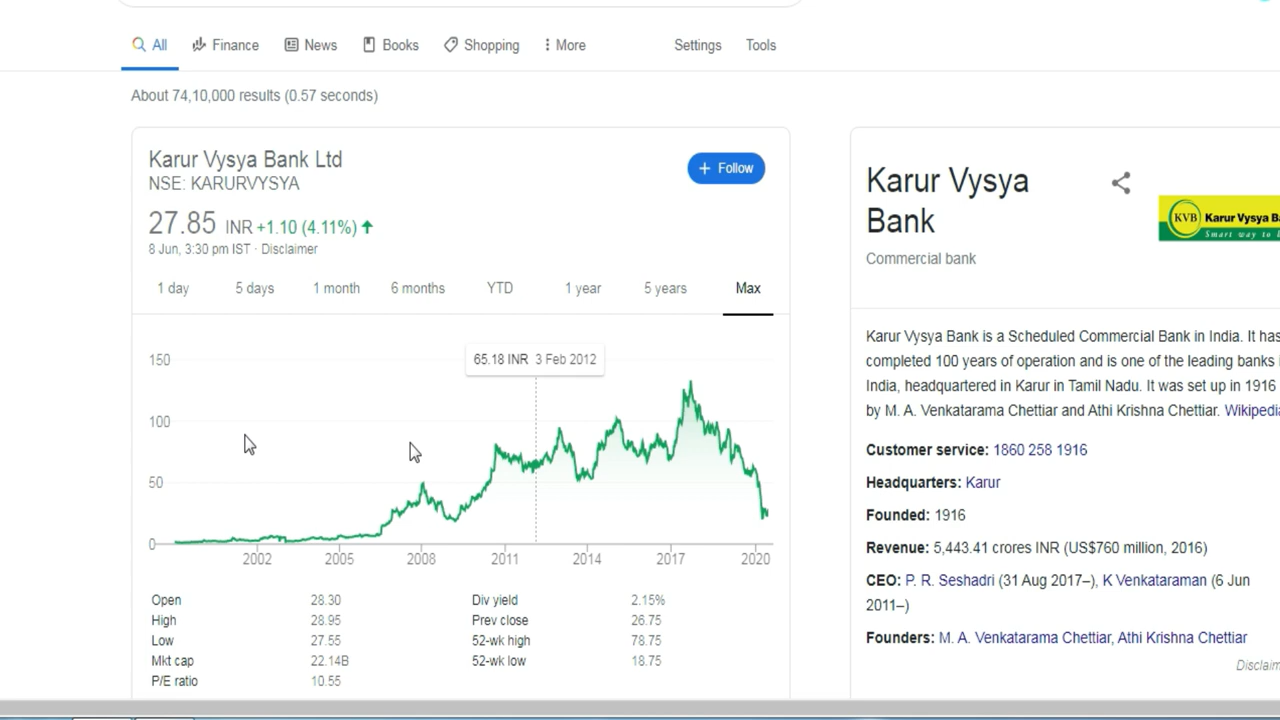 All Finance News Books Shopping More Settings Tools
About 74,10,000 results (0.57 seconds)
Karur Vysya Bank Ltd
NSE: KARURVYSYA
+ Follow
27.85 INR +1.10 (4.11%)
8 Jun, 3:30 pm IST · Disclaimer
1 day 5 days 1 month 6 months YTD 1 year 5 years Max
65.18 INR 3 Feb 2012
150
100
50
0
2002 2005 2008 2011 2014 2017 2020
Open 28.30 Div yield 2.15%
High 28.95 Prev close 26.75
Low 27.55 52-wk high 78.75
Mkt cap 22.14B 52-wk low 18.75
P/E ratio 10.55
Karur Vysya
Bank
Commercial bank
KVB Karur Vysya
Smart way to
Karur Vysya Bank is a Scheduled Commercial Bank in India. It has
completed 100 years of operation and is one of the leading banks
India, headquartered in Karur in Tamil Nadu. It was set up in 1916
by M. A. Venkatarama Chettiar and Athi Krishna Chettiar.
Customer service: 1860 258 1916
Headquarters: Karur
Founded: 1916
Revenue: 5,443.41 crores INR (US$760 million, 2016)
CEO: P. R. Seshadri (31 Aug 2017–), K Venkataraman (6 Jun
2011–)
Founders: M. A. Venkatarama Chettiar, Athi Krishna Chettiar